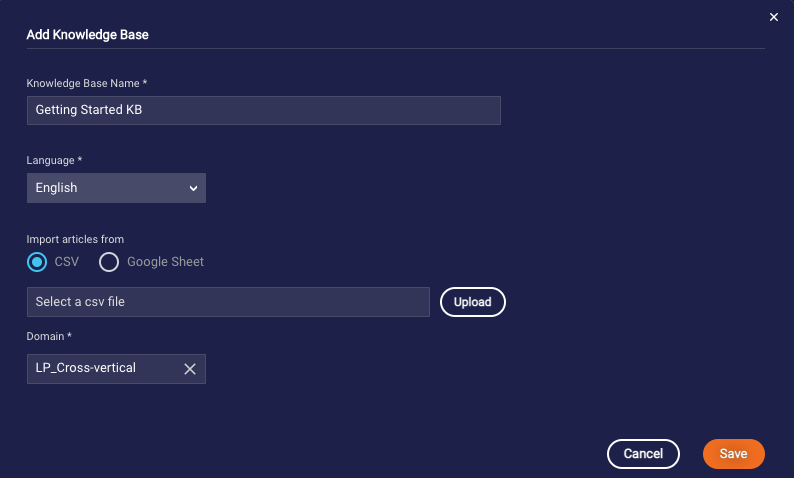 Add Knowledge Base
Knowledge Base Name *
Getting Started KB
Language *
English
Import articles from
CSV Google Sheet
Select a csv file Upload
Domain *
LP_Cross-vertical
Cancel Save